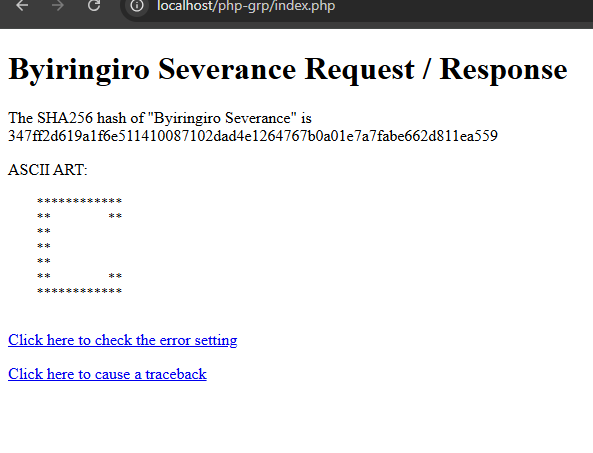 localhost/php-grp/index.php
Byiringiro Severance Request / Response
The SHA256 hash of "Byiringiro Severance" is
347ff2d619a1f6e511410087102dad4e1264767b0a01e7a7fabe662d811ea559
ASCII ART:
    ************
    **        **
    **
    **
    **
    **        **
    ************
Click here to check the error setting
Click here to cause a traceback